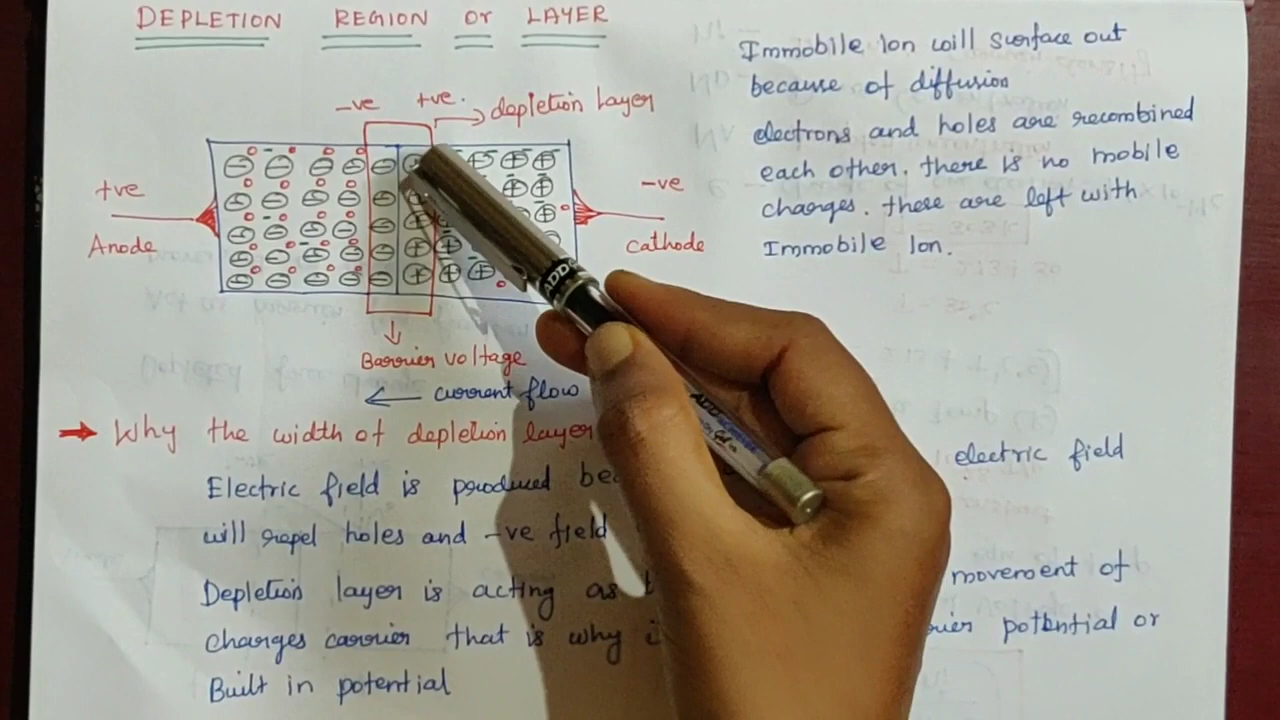 DEPLETION REGION or LAYER
-ve +ve. depletion layer
+ve
Anode
-ve
cathode
Barrier voltage
current flow
Immobile Ion will surface out
because of diffusion
electrons and holes are recombined
each other. there is no mobile
charges. there are left with
Immobile Ion.
Why the width of depletion layer
Electric field is produced electric field
will repel holes and -ve field
Depletion layer is acting as movement of
charges carrier that is why potential or
Built in potential
ADD